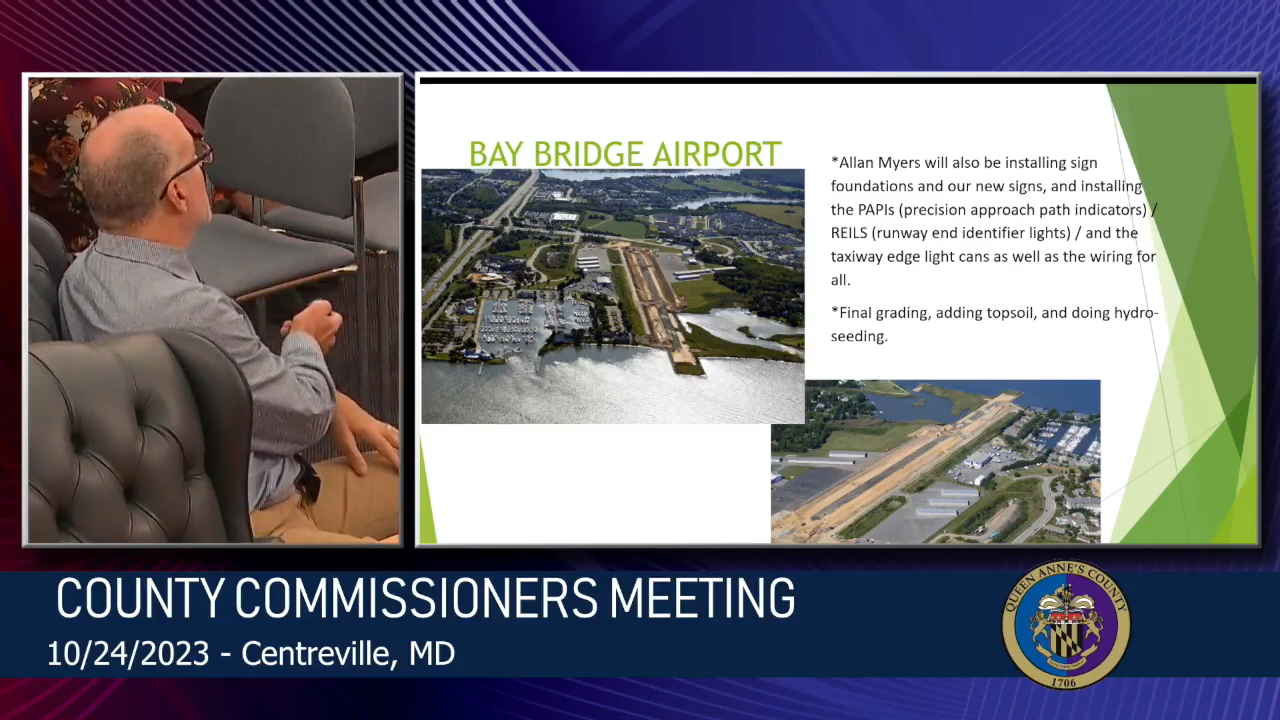 BAY BRIDGE AIRPORT
*Allan Myers will also be installing sign
foundations and our new signs, and installing
the PAPIs (precision approach path indicators) /
REILS (runway end identifier lights) / and the
taxiway edge light cans as well as the wiring for
all.
*Final grading, adding topsoil, and doing hydro-
seeding.
COUNTY COMMISSIONERS MEETING
10/24/2023 - Centreville, MD
QUEEN ANNE'S COUNTY
1706